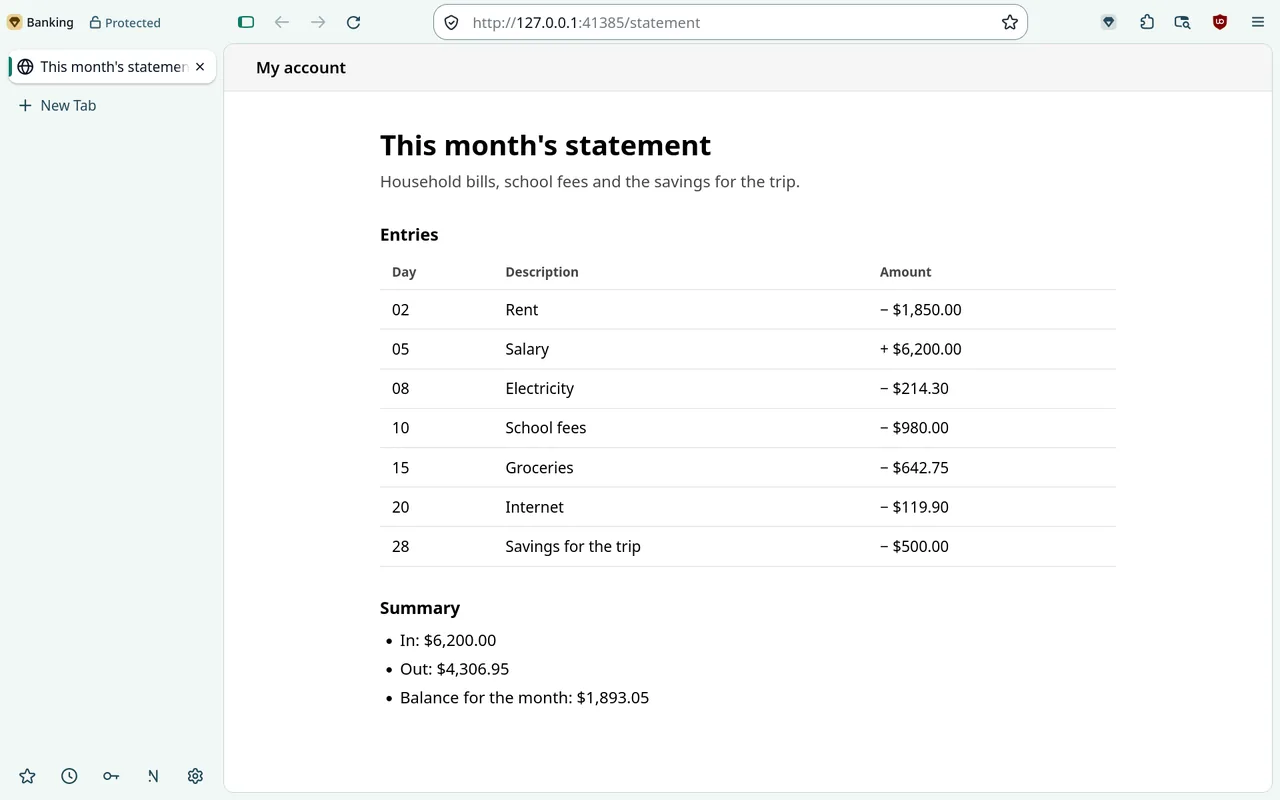 Banking Protected
http://127.0.0.1:41385/statement
This month's statemen
New Tab
My account
This month's statement
Household bills, school fees and the savings for the trip.
Entries
Day Description Amount
02 Rent − $1,850.00
05 Salary + $6,200.00
08 Electricity − $214.30
10 School fees − $980.00
15 Groceries − $642.75
20 Internet − $119.90
28 Savings for the trip − $500.00
Summary
• In: $6,200.00
• Out: $4,306.95
• Balance for the month: $1,893.05